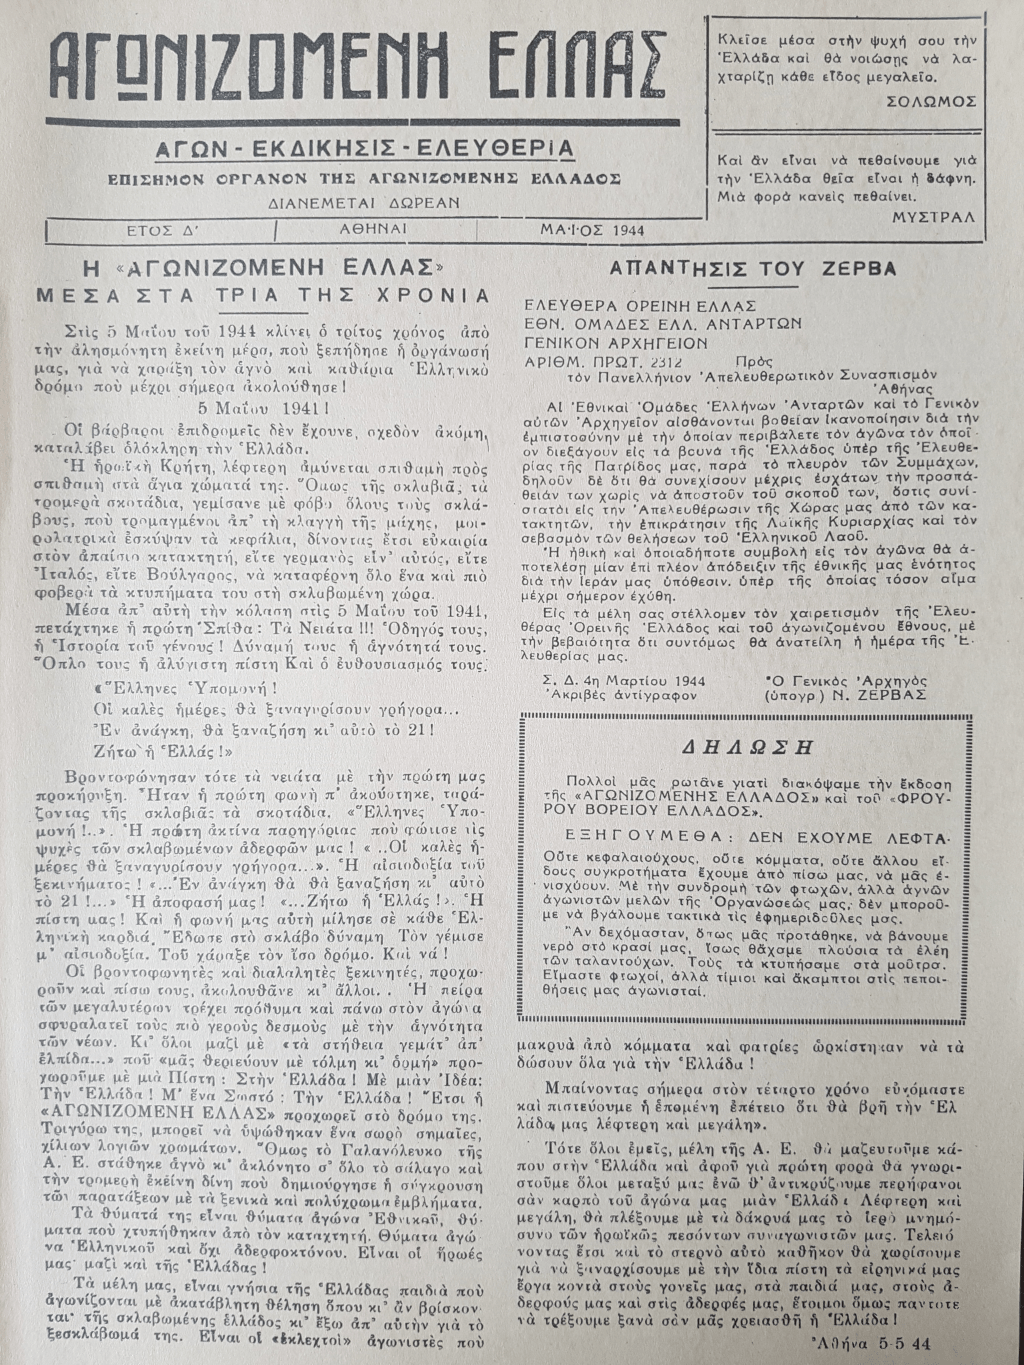 ΑΓΩΝΙΖΟΜΕΝΗ ΕΛΛΑΣ
ΑΓΩΝ - ΕΚΔΙΚΗΣΙΣ - ΕΛΕΥΘΕΡΙΑ
ΕΠΙΣΗΜΟΝ ΟΡΓΑΝΟΝ ΤΗΣ ΑΓΩΝΙΖΟΜΕΝΗΣ ΕΛΛΑΔΟΣ
ΔΙΑΝΕΜΕΤΑΙ ΔΩΡΕΑΝ
Κλεῖσε μέσα στὴν ψυχή σου τὴν
Ἑλλάδα καὶ θὰ νοιώσῃς νὰ λα-
χταρίζῃ κάθε εἶδος μεγαλεῖο.
ΣΟΛΩΜΟΣ
Καὶ ἂν εἶναι νὰ πεθαίνουμε γιὰ
τὴν Ἑλλάδα θεία εἶναι ἡ δάφνη.
Μιὰ φορὰ κανεὶς πεθαίνει.
ΜΥΣΤΡΑΛ
ΕΤΟΣ Δ'
ΑΘΗΝΑΙ
ΜΑ·Ι·ΟΣ 1944
Η «ΑΓΩΝΙΖΟΜΕΝΗ ΕΛΛΑΣ»
ΜΕΣΑ ΣΤΑ ΤΡΙΑ ΤΗΣ ΧΡΟΝΙΑ
Στὶς 5 Μαΐου τοῦ 1944 κλίνει ὁ τρίτος χρόνος ἀπὸ
τὴν ἀλησμόνητη ἐκείνη μέρα, ποὺ ξεπήδησε ἡ ὀργάνωσή
μας, γιὰ νὰ χαράξῃ τὸν ἁγνὸ καὶ καθάρια Ἑλληνικὸ
δρόμο ποὺ μέχρι σήμερα ἀκολούθησε!
5 Μαΐου 1941!
Οἱ βάρβαροι ἐπιδρομεῖς δὲν ἔχουνε, σχεδὸν ἀκόμη,
καταλάβει ὁλόκληρη τὴν Ἑλλάδα.
Ἡ ἡρωϊκὴ Κρήτη, λέφτερη ἀμύνεται σπιθαμὴ πρὸς
σπιθαμὴ στὰ ἅγια χώματά της. Ὅμως τῆς σκλαβιᾶς, τὰ
τρομερὰ σκοτάδια, γεμίσανε μὲ φόβο ὅλους τοὺς σκλά-
βους, ποὺ τρομαγμένοι ἀπ' τὴ κλαγγὴ τῆς μάχης, μοι-
ρολατρικὰ ἐσκύψαν τὰ κεφάλια, δίνοντας ἔτσι εὐκαιρία
στὸν ἀπαίσιο κατακτητή, εἴτε γερμανὸς εἶν' αὐτός, εἴτε
Ἰταλός, εἴτε Βούλγαρος, νὰ καταφέρνη ὅλο ἕνα καὶ πιὸ
φοβερὰ τὰ κτυπήματα του στὴ σκλαβωμένη χώρα.
Μέσα ἀπ' αὐτὴ τὴν κόλαση στὶς 5 Μαΐου τοῦ 1941,
πετάχτηκε ἡ πρώτη Σπίθα: Τὰ Νειάτα!!! Ὁδηγός τους,
ἡ Ἱστορία τοῦ γένους! Δύναμή τους ἡ ἁγνότητά τους.
Ὅπλο τους ἡ ἀλύγιστη πίστη Καὶ ὁ ἐθουσιασμός τους.
«Ἕλληνες Ὑπομονή!
Οἱ καλὲς ἡμέρες θὰ ξαναγυρίσουν γρήγορα...
Ἐν ἀνάγκη, θὰ ξαναζήση κι' αὐτὸ τὸ 21!
Ζήτω ἡ Ἑλλάς!»
Βροντοφώνησαν τότε τὰ νειάτα μὲ τὴν πρώτη μας
προκήρυξη. Ἦταν ἡ πρώτη φωνὴ π' ἀκούστηκε, ταρά-
ζοντας τῆς σκλαβιᾶς τὰ σκοτάδια. «Ἕλληνες Ὑπο-
μονή!..». Ἡ πρώτη ἀκτίνα παρηγόριας ποὺ φώτισε τὶς
ψυχὲς τῶν σκλαβωμένων ἀδερφῶν μας! «..Οἱ καλὲς ἡ-
μέρες θὰ ξαναγυρίσουν γρήγορα...». Ἡ αἰσιοδοξία τοῦ
ξεκινήματος! «...Ἐν ἀνάγκη θὰ θὰ ξαναζήση κι' αὐτὸ
τὸ 21!...» Ἡ ἀποφασή μας! «...Ζήτω ἡ Ἑλλάς!». Ἡ
πίστη μας! Καὶ ἡ φωνή μας αὐτὴ μίλησε σὲ κάθε Ἑλ-
ληνικὴ καρδιά. Ἔδωσε στὸ σκλάβο δύναμη Τὸν γέμισε
μ' αἰσιοδοξία. Τοῦ χάραξε τὸν ἴσο δρόμο. Καὶ νά!
Οἱ βροντοφωνητὲς καὶ διαλαλητὲς ξεκινητές, προχω-
ροῦν καὶ πίσω τους, ἀκολουθᾶνε κι' ἄλλοι.. Ἡ πείρα
τῶν μεγαλυτέρων τρέχει πρόθυμα καὶ πάνω στὸν ἀγώνα
σφυραλατεῖ τοὺς πιὸ γεροὺς δεσμοὺς μὲ τὴν ἁγνότητα
τῶν νέων. Κι' ὅλοι μαζὶ μὲ «τὰ στήθεια γεμάτ' ἀπ'
ἐλπίδα...» ποῦ «μᾶς θεριεύουν μὲ τόλμη κι' ὁρμὴ» προ-
χωροῦμε μὲ μιὰ Πίστη: Στὴν Ἑλλάδα! Μὲ μιὰν Ἰδέα:
Τὴν Ἑλλάδα! Μ' ἕνα Σωστό: Τὴν Ἑλλάδα! Ἔτσι ἡ
«ΑΓΩΝΙΖΟΜΕΝΗ ΕΛΛΑΣ» προχωρεῖ στὸ δρόμο της.
Τριγύρω της, μπορεῖ νὰ ὑψώθηκαν ἕνα σωρὸ σημαῖες,
χίλιων λογιῶν χρωμάτων. Ὅμως τὸ Γαλανόλευκο τῆς
Α. Ε. στάθηκε ἁγνὸ κι' ἀκλόνητο σ' ὅλο τὸ σάλαγο καὶ
τὴν τρομερὴ ἐκείνη δίνη ποὺ δημιούργησε ἡ σύγκρουση
τῶν παρατάξεων μὲ τὰ ξενικὰ καὶ πολύχρωμα ἐμβλήματα.
Τὰ θύματά της εἶναι θύματα ἀγώνα Ἐθνικοῦ, θύ-
ματα ποὺ χτυπήθηκαν ἀπὸ τὸν καταχτητή. Θύματα ἀγώ
να Ἑλληνικοῦ καὶ ὄχι ἀδερφοκτόνου. Εἶναι οἱ ἥρωές
μας μαζὶ καὶ τῆς Ἑλλάδας!
Τὰ μέλη μας, εἶναι γνήσια τῆς Ἑλλάδας παιδιὰ ποὺ
ἀγωνίζονται μὲ ἀκατάβλητη θέληση ὅπου κι' ἂν βρίσκον-
ται τῆς σκλαβωμένης ἑλλάδος κι' ἔξω ἀπ' αὐτὴν γιὰ τὸ
ξεσκλάβωμά της. Εἶναι οἱ «ἐκλεχτοὶ» ἀγωνιστὲς ποὺ
ΑΠΑΝΤΗΣΙΣ ΤΟΥ ΖΕΡΒΑ
ΕΛΕΥΘΕΡΑ ΟΡΕΙΝΗ ΕΛΛΑΣ
ΕΘΝ. ΟΜΑΔΕΣ ΕΛΛ. ΑΝΤΑΡΤΩΝ
ΓΕΝΙΚΟΝ ΑΡΧΗΓΕΙΟΝ
ΑΡΙΘΜ. ΠΡΩΤ. 2312 Πρὸς
τὸν Πανελλήνιον Ἀπελευθερωτικὸν Συνασπισμόν
Ἀθήνας
Αἱ Ἐθνικαὶ Ὁμάδες Ἑλλήνων Ἀνταρτῶν καὶ τὸ Γενικὸν
αὐτῶν Ἀρχηγεῖον αἰσθάνονται βαθεῖαν ἱκανοποίησιν διὰ τὴν
ἐμπιστοσύνην μὲ τὴν ὁποίαν περιβάλετε τὸν ἀγῶνα τὸν ὁποῖ-
ον διεξάγουν εἰς τὰ βουνὰ τῆς Ἑλλάδος ὑπὲρ τῆς Ἐλευθε-
ρίας τῆς Πατρίδος μας, παρὰ τὸ πλευρὸν τῶν Συμμάχων,
δηλοῦν δὲ ὅτι θὰ συνεχίσουν μέχρις ἐσχάτων τὴν προσπά-
θειάν των χωρὶς νὰ ἀποστοῦν τοῦ σκοποῦ των, ὅστις συνί-
στατοι εἰς τὴν Ἀπελευθέρωσιν τῆς Χώρας μας ἀπὸ τῶν κα-
τακτητῶν, τὴν ἐπικράτησιν τῆς Λαϊκῆς Κυριαρχίας καὶ τὸν
σεβασμὸν τῶν θελήσεων τοῦ Ἑλληνικοῦ Λαοῦ.
Ἡ ἠθικὴ καὶ ὁποιαδήποτε συμβολὴ εἰς τὸν ἀγῶνα θὰ ἀ-
ποτελέση μίαν ἐπὶ πλέον ἀπόδειξιν τῆς ἐθνικῆς μας ἑνότητος
διὰ τὴν ἱεράν μας ὑπόθεσιν. ὑπὲρ τῆς ὁποίας τόσον αἷμα
μέχρι σήμερον ἐχύθη.
Εἰς τὰ μέλη σας στέλλομεν τὸν χαιρετισμὸν τῆς Ἐλευ-
θέρας Ὀρεινῆς Ἑλλάδος καὶ τοῦ ἀγωνιζομένου ἔθνους, μὲ
τὴν βεβαιότητα ὅτι συντόμως θὰ ἀνατείλη ἡ ἡμέρα τῆς Ἐ-
λευθερίας μας.
Σ. Δ. 4η Μαρτίου 1944 Ὁ Γενικὸς Ἀρχηγὸς
Ἀκριβὲς ἀντίγραφον (ὑπογρ) Ν. ΖΕΡΒΑΣ
ΔΗΛΩΣΗ
Πολλοὶ μᾶς ρωτᾶνε γιατὶ διακόψαμε τὴν ἔκδοση
τῆς «ΑΓΩΝΙΖΟΜΕΝΗΣ ΕΛΛΑΔΟΣ» καὶ τοῦ «ΦΡΟΥ-
ΡΟΥ ΒΟΡΕΙΟΥ ΕΛΛΑΔΟΣ».
ΕΞΗΓΟΥΜΕΘΑ: ΔΕΝ ΕΧΟΥΜΕ ΛΕΦΤΑ·
Οὔτε κεφαλαιούχους, οὔτε κόμματα, οὔτε ἄλλου εἴ-
δους συγκροτήματα ἔχουμε ἀπὸ πίσω μας, νὰ μᾶς ἐ-
νισχύουν. Μὲ τὴν συνδρομὴ τῶν φτωχῶν, ἀλλὰ ἁγνῶν
ἀγωνιστῶν μελῶν τῆς Ὀργανώσεώς μας, δὲν μποροῦ-
με νὰ βγάλουμε τακτικὰ τὶς ἐφημεριδοῦλες μας.
Ἂν δεχόμασταν, ὅπως μᾶς προτάθηκε, νὰ βάνουμε
νερὸ στὸ κρασί μας, ἴσως θἄχαμε πλούσια τὰ ἐλέη
τῶν ταλαντούχων. Τοὺς τὰ κτυπήσαμε στὰ μοῦτρα.
Εἴμαστε φτωχοί, ἀλλὰ τίμιοι καὶ ἄκαμπτοι στὶς πεποι-
θήσεις μας ἀγωνισταί.
μακρυὰ ἀπὸ κόμματα καὶ φατρίες ὡρκίστηκαν νὰ τὰ
δώσουν ὅλα γιὰ τὴν Ἑλλάδα!
Μπαίνοντας σήμερα στὸν τέταρτο χρόνο εὐχόμαστε
καὶ πιστεύουμε ἡ ἑπομένη ἐπέτειο ὅτι θὰ βρῆ τὴν Ἑλ
λάδα μας λέφτερη καὶ μεγάλη».
Τότε ὅλοι ἐμεῖς, μέλη τῆς Α. Ε. θὰ μαζευτοῦμε κά-
που στὴν Ἑλλάδα καὶ ἀφοῦ γιὰ πρώτη φορὰ θὰ γνωρι-
στοῦμε ὅλοι μεταξύ μας ἐνῶ θ' ἀντικρύζουμε περήφανοι
σὰν καρπὸ τοῦ ἀγώνα μας μιὰν Ἑλλάδα Λέφτερη καὶ
μεγάλη, θὰ πλέξουμε μὲ τὰ δάκρυά μας τὸ ἱερὸ μνημό-
συνο τῶν ἡρωϊκῶς πεσόντων συναγωνιστῶν μας. Τελειό
νοντας ἔτσι καὶ τὸ στερνὸ αὐτὸ καθῆκον θὰ χωρίσουμε
γιὰ νὰ ξαναρχίσουμε μὲ τὴν ἴδια πίστη τὰ εἰρηνικά μας
ἔργα κοντὰ στοὺς γονεῖς μας, στὰ παιδιά μας, στοὺς ἀ-
δερφούς μας καὶ στὶς ἀδερφές μας, ἕτοιμοι ὅμως πάντοτε
νὰ τρέξουμε ξανὰ σὰν μας χρειασθῆ ἡ Ἑλλάδα!
Ἀθήνα 5-5 44